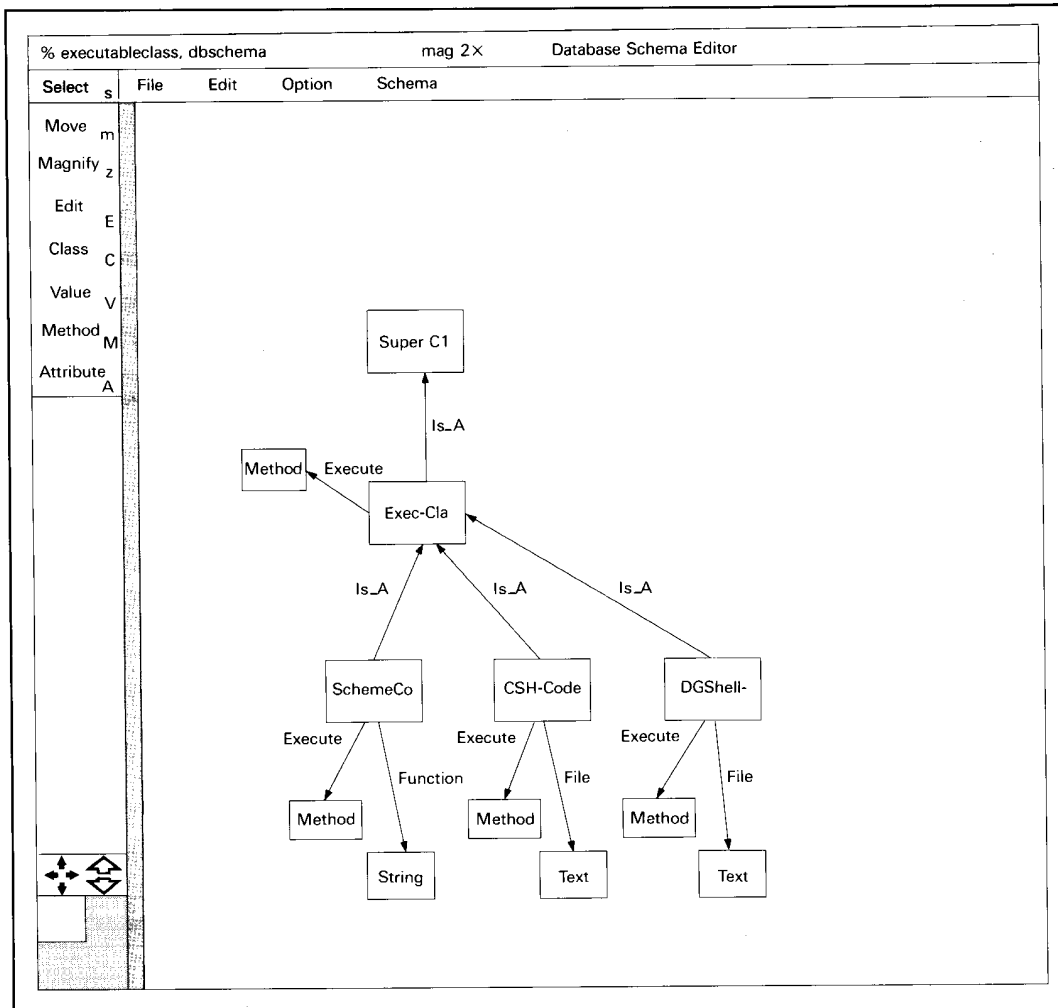 % executableclass, dbschema mag 2× Database Schema Editor
Select s File Edit Option Schema
Move m
Magnify z
Edit E
Class C
Value V
Method M
Attribute A
Super C1
Is_A
Method Execute
Exec-Cla
Is_A Is_A Is_A
SchemeCo CSH-Code DGShell-
Execute Execute Execute
Function File File
Method Method Method
String Text Text